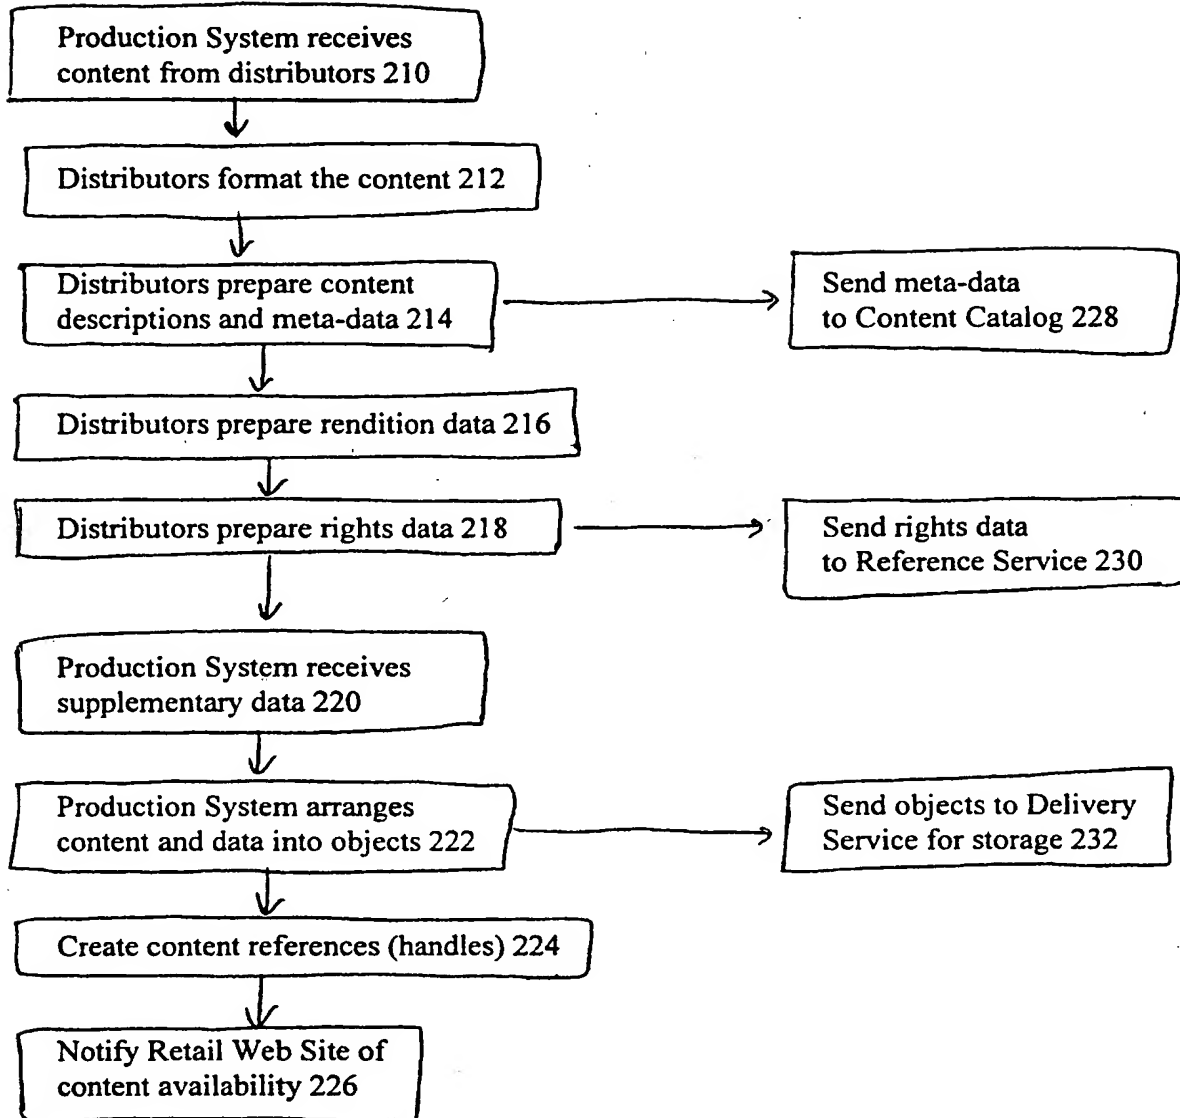 Production System receives
content from distributors 210
Distributors format the content 212
Distributors prepare content
descriptions and meta-data 214
Send meta-data
to Content Catalog 228
Distributors prepare rendition data 216
Distributors prepare rights data 218
Send rights data
to Reference Service 230
Production System receives
supplementary data 220
Production System arranges
content and data into objects 222
Send objects to Delivery
Service for storage 232
Create content references (handles) 224
Notify Retail Web Site of
content availability 226